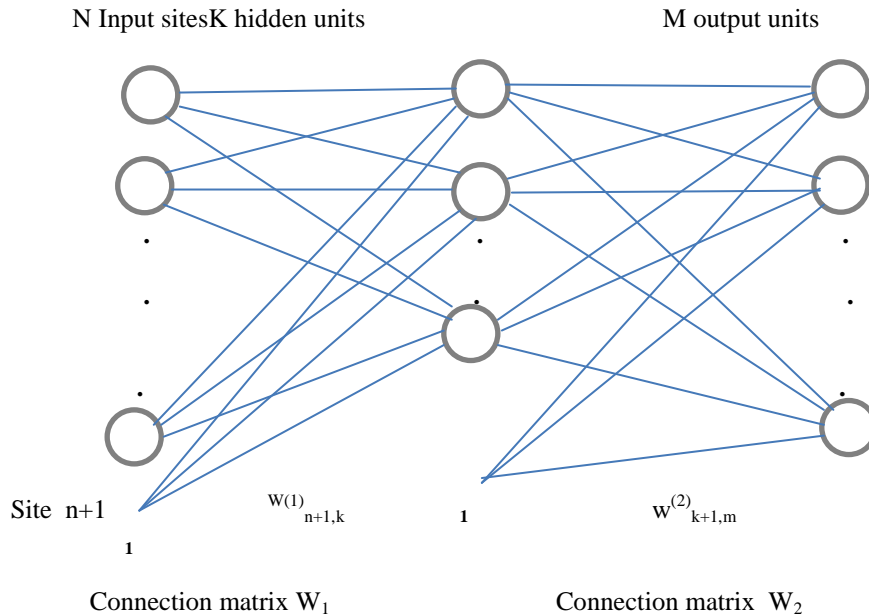 N Input sitesK hidden units M output units
Site n+1 W(1)n+1,k 1 w(2)k+1,m
1
Connection matrix W1 Connection matrix W2